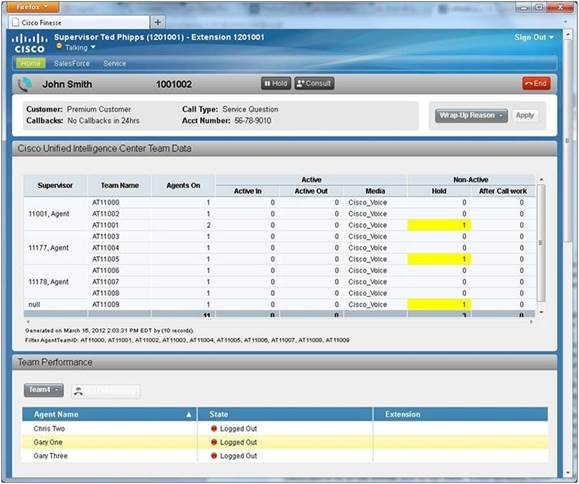 Firefox
Cisco Finesse
+
CISCO
Supervisor Ted Phipps (1201001) - Extension 1201001
Talking
Sign Out
Home SalesForce Service
John Smith 1001002 Hold Consult End
Customer: Premium Customer Call Type: Service Question
Callbacks: No Callbacks in 24hrs Acct Number: 56-78-9010
Wrap-Up Reason Apply
Cisco Unified Intelligence Center Team Data
Active Non-Active
Supervisor Team Name Agents On Active In Active Out Media Hold After Call work
AT11000 1 0 0 Cisco_Voice 0 0
11001, Agent AT11002 1 0 0 Cisco_Voice 0 0
AT11001 2 0 0 Cisco_Voice 1 0
AT11003 1 0 0 Cisco_Voice 0 0
11177, Agent AT11004 1 0 0 Cisco_Voice 0 0
AT11005 1 0 0 Cisco_Voice 1 0
AT11006 1 0 0 Cisco_Voice 0 0
11178, Agent AT11007 1 0 0 Cisco_Voice 0 0
AT11008 1 0 0 Cisco_Voice 0 0
null AT11009 1 0 0 Cisco_Voice 1 0
11 0 0 3 0
Generated on March 15, 2012 2:03:31 PM EDT by (10 records)
Filter AgentTeamID: AT11000, AT11001, AT11002, AT11003, AT11004, AT11005, AT11006, AT11007, AT11008, AT11009
Team Performance
Team4
Agent Name State Extension
Chris Two Logged Out
Gary One Logged Out
Gary Three Logged Out